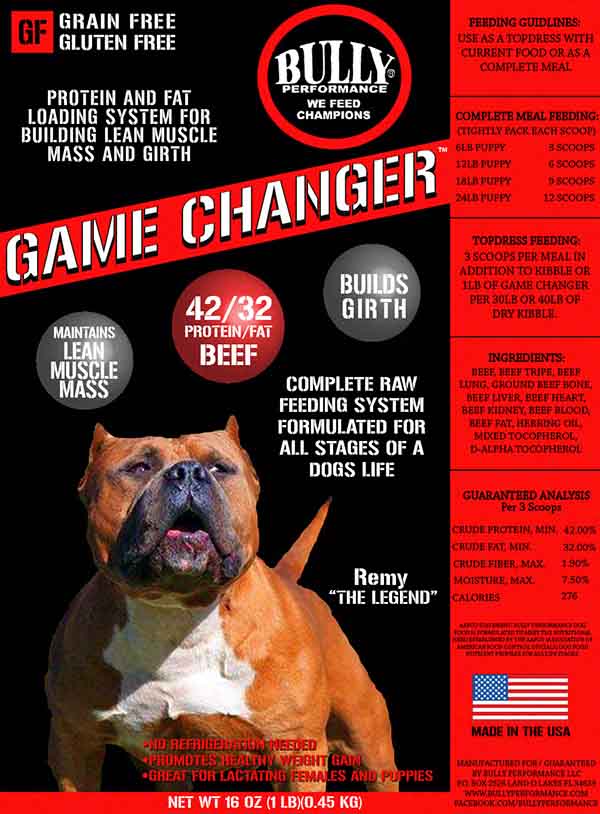 GF
GRAIN FREE
GLUTEN FREE
PROTEIN AND FAT
LOADING SYSTEM FOR
BUILDING LEAN MUSCLE
MASS AND GIRTH
BULLY®
PERFORMANCE
WE FEED
CHAMPIONS
GAME CHANGER™
MAINTAINS
LEAN
MUSCLE
MASS
42/32
PROTEIN/FAT
BEEF
BUILDS
GIRTH
COMPLETE RAW
FEEDING SYSTEM
FORMULATED FOR
ALL STAGES OF A
DOGS LIFE
Remy
"THE LEGEND"
•NO REFRIGERATION NEEDED
•PROMOTES HEALTHY WEIGHT GAIN
•GREAT FOR LACTATING FEMALES AND PUPPIES
NET WT 16 OZ (1 LB)(0.45 KG)
FEEDING GUIDLINES:
USE AS A TOPDRESS WITH
CURRENT FOOD OR AS A
COMPLETE MEAL
COMPLETE MEAL FEEDING:
(TIGHTLY PACK EACH SCOOP)
6LB PUPPY 3 SCOOPS
12LB PUPPY 6 SCOOPS
18LB PUPPY 9 SCOOPS
24LB PUPPY 12 SCOOPS
TOPDRESS FEEDING:
3 SCOOPS PER MEAL IN
ADDITION TO KIBBLE OR
1LB OF GAME CHANGER
PER 30LB OR 40LB OF
DRY KIBBLE.
INGREDIENTS:
BEEF, BEEF TRIPE, BEEF
LUNG, GROUND BEEF BONE,
BEEF LIVER, BEEF HEART,
BEEF KIDNEY, BEEF BLOOD,
BEEF FAT, HERRING OIL,
MIXED TOCOPHEROL,
D-ALPHA TOCOPHEROL
GUARANTEED ANALYSIS
Per 3 Scoops
CRUDE PROTEIN, MIN. 42.00%
CRUDE FAT, MIN. 32.00%
CRUDE FIBER, MAX. 1.90%
MOISTURE, MAX. 7.50%
CALORIES 276
MADE IN THE USA
MANUFACTURED FOR / GUARANTEED
BY BULLY PERFORMANCE LLC
P.O. BOX 2529 LAND O LAKES FL 34639
WWW.BULLYPERFORMANCE.COM
FACEBOOK.COM/BULLYPERFORMANCE